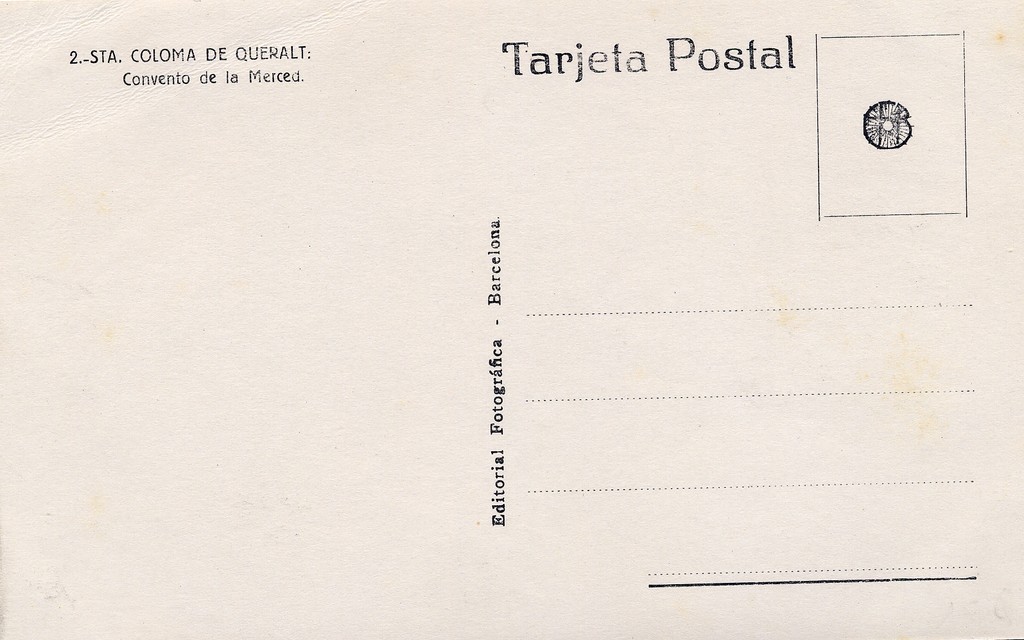 2.-STA. COLOMA DE QUERALT:
Convento de la Merced.
Tarjeta Postal
Editorial Fotográfica - Barcelona.